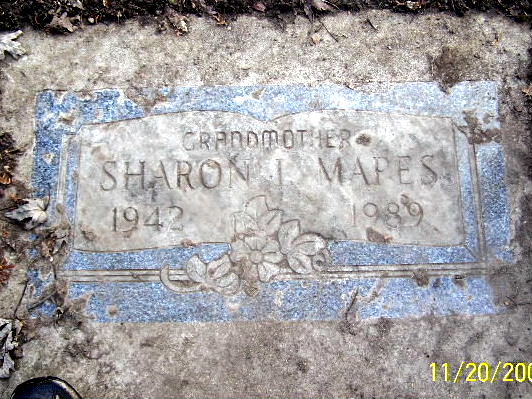 GRANDMOTHER
SHARON I. MAPES
1942 1989
11/20/200